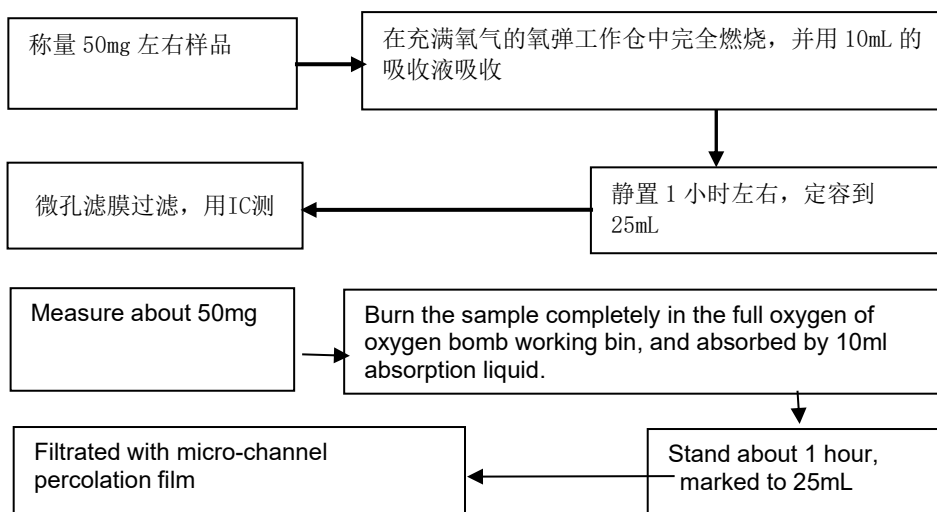 称量 50mg 左右样品
在充满氧气的氧弹工作仓中完全燃烧，并用 10mL 的
吸收液吸收
静置 1 小时左右，定容到
25mL
微孔滤膜过滤，用IC测
Measure about 50mg
Burn the sample completely in the full oxygen of
oxygen bomb working bin, and absorbed by 10ml
absorption liquid.
Stand about 1 hour,
marked to 25mL
Filtrated with micro-channel
percolation film